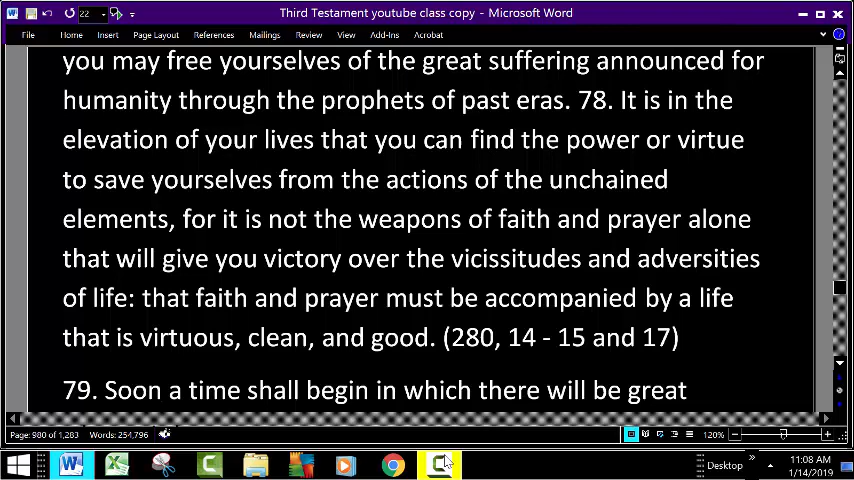 22
Third Testament youtube class copy - Microsoft Word
File Home Insert Page Layout References Mailings Review View Add-Ins Acrobat
you may free yourselves of the great suffering announced for
humanity through the prophets of past eras. 78. It is in the
elevation of your lives that you can find the power or virtue
to save yourselves from the actions of the unchained
elements, for it is not the weapons of faith and prayer alone
that will give you victory over the vicissitudes and adversities
of life: that faith and prayer must be accompanied by a life
that is virtuous, clean, and good. (280, 14 - 15 and 17)
79. Soon a time shall begin in which there will be great
Page: 980 of 1,283 Words: 254,796 120%
Desktop 11:08 AM
1/14/2019